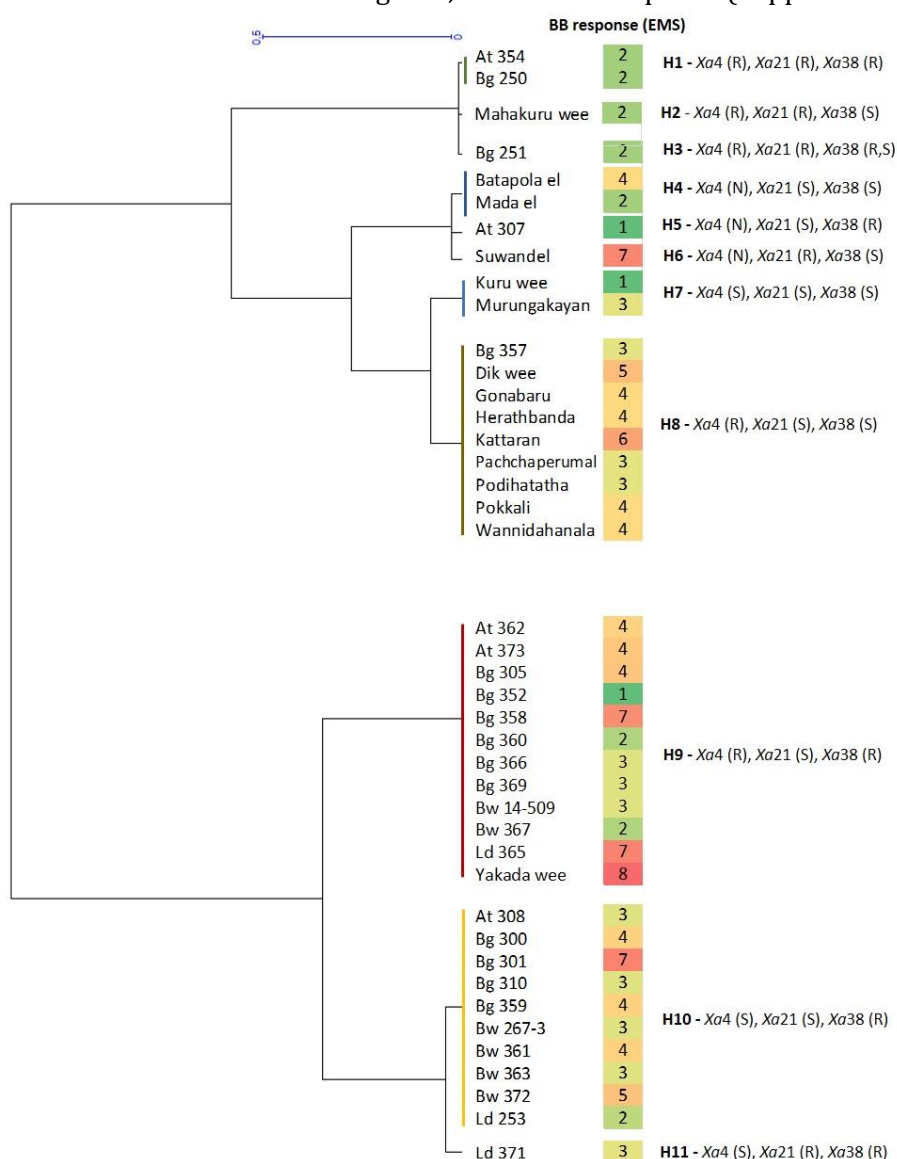 BB response (EMS)
0.5 0
At 354 2
H1 - Xa4 (R), Xa21 (R), Xa38 (R)
Bg 250 2
Mahakuru wee 2 H2 - Xa4 (R), Xa21 (R), Xa38 (S)
Bg 251 2 H3 - Xa4 (R), Xa21 (R), Xa38 (R,S)
Batapola el 4
H4 - Xa4 (N), Xa21 (S), Xa38 (S)
Mada el 2
At 307 1 H5 - Xa4 (N), Xa21 (S), Xa38 (R)
Suwandel 7 H6 - Xa4 (N), Xa21 (R), Xa38 (S)
Kuru wee 1
H7 - Xa4 (S), Xa21 (S), Xa38 (S)
Murungakayan 3
Bg 357 3
Dik wee 5
Gonabaru 4
Herathbanda 4
H8 - Xa4 (R), Xa21 (S), Xa38 (S)
Kattaran 6
Pachchaperumal 3
Podihatatha 3
Pokkali 4
Wannidahanala 4
At 362 4
At 373 4
Bg 305 4
Bg 352 1
Bg 358 7
Bg 360 2
H9 - Xa4 (R), Xa21 (S), Xa38 (R)
Bg 366 3
Bg 369 3
Bw 14-509 3
Bw 367 2
Ld 365 7
Yakada wee 8
At 308 3
Bg 300 4
Bg 301 7
Bg 310 3
Bg 359 4
H10 - Xa4 (S), Xa21 (S), Xa38 (R)
Bw 267-3 3
Bw 361 4
Bw 363 3
Bw 372 5
Ld 253 2
Ld 371 3 H11 - Xa4 (S), Xa21 (R), Xa38 (R)